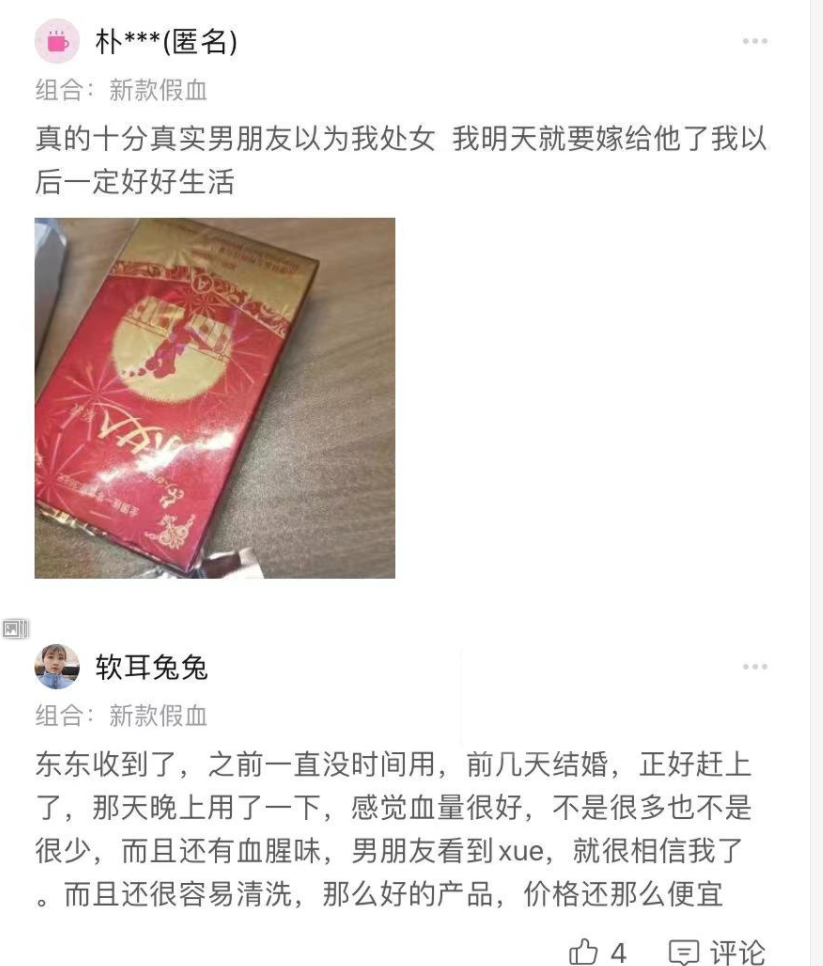 朴***(匿名)
组合：新款假血
真的十分真实男朋友以为我处女 我明天就要嫁给他了我以
后一定好好生活
女人
软耳兔兔
组合：新款假血
东东收到了，之前一直没时间用，前几天结婚，正好赶上
了，那天晚上用了一下，感觉血量很好，不是很多也不是
很少，而且还有血腥味，男朋友看到xue，就很相信我了
。而且还很容易清洗，那么好的产品，价格还那么便宜
4 评论